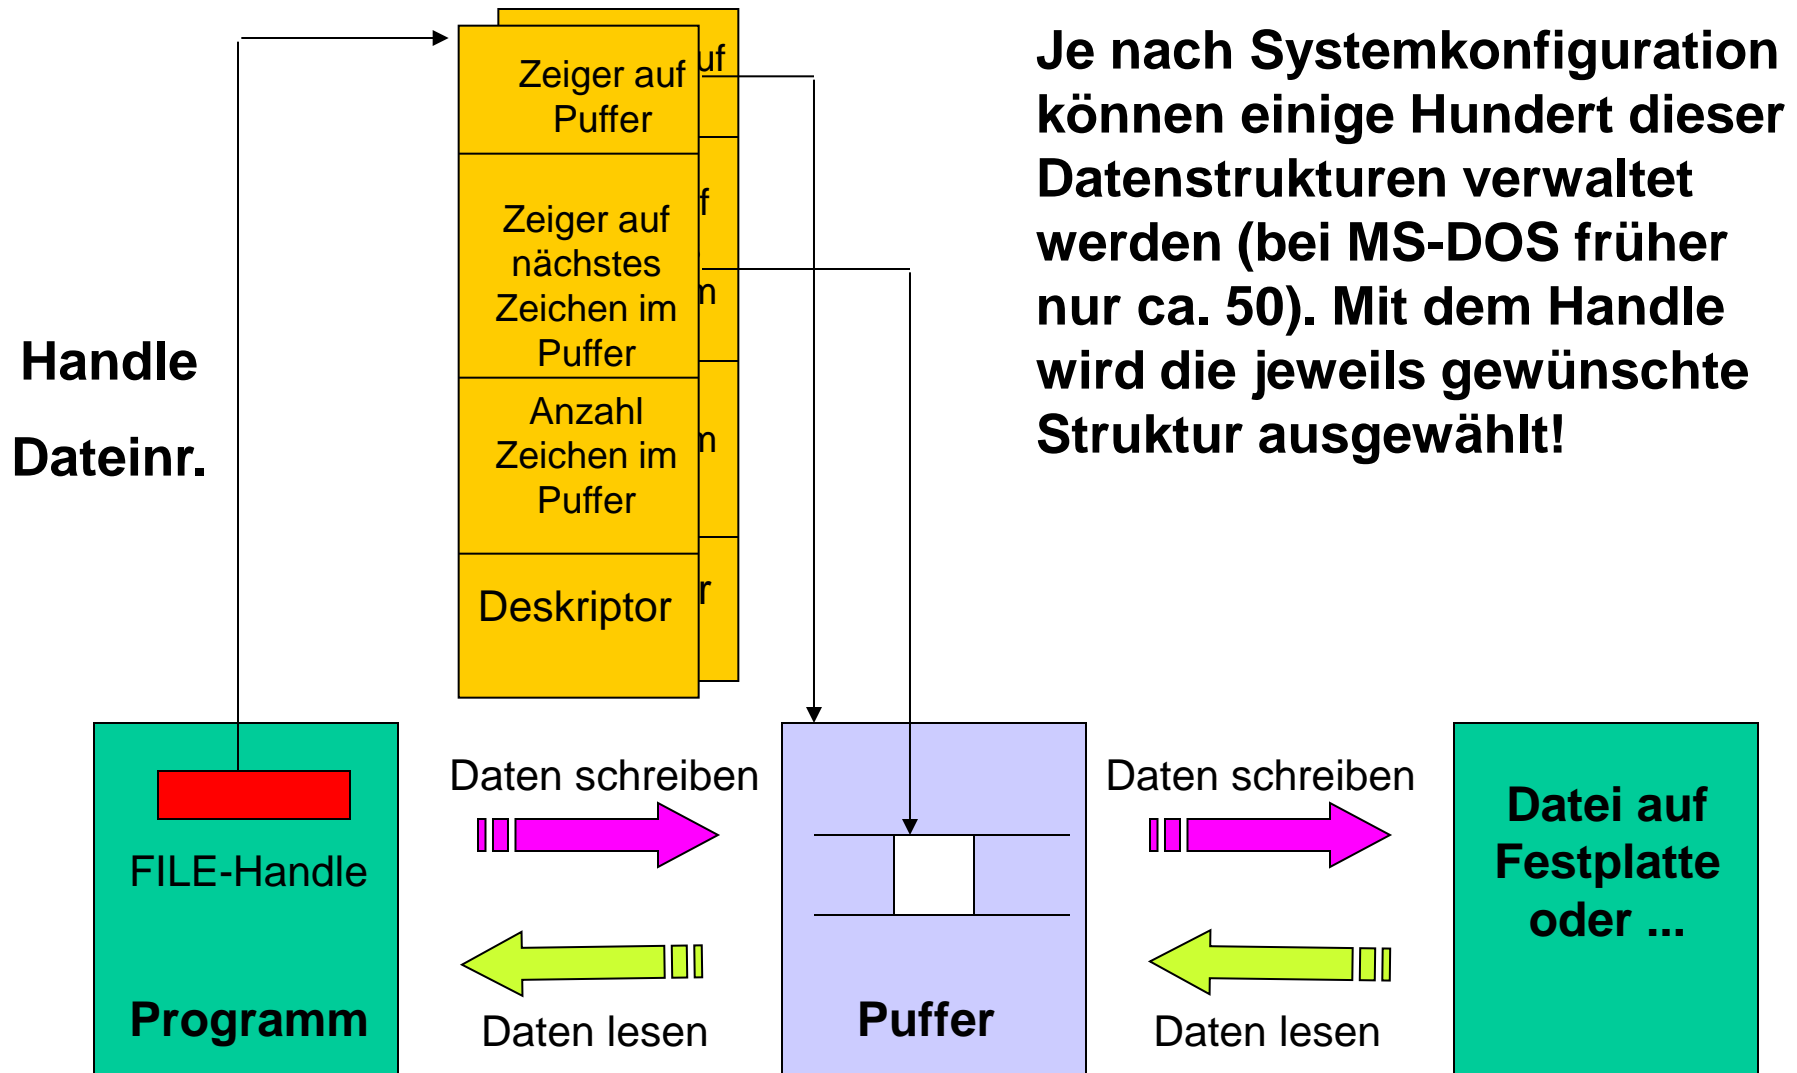 Handle
Dateinr.
Zeiger auf
Puffer
Zeiger auf
nächstes
Zeichen im
Puffer
Anzahl
Zeichen im
Puffer
Deskriptor
uf
f
m
m
r
Je nach Systemkonfiguration
können einige Hundert dieser
Datenstrukturen verwaltet
werden (bei MS-DOS früher
nur ca. 50). Mit dem Handle
wird die jeweils gewünschte
Struktur ausgewählt!
FILE-Handle
Programm
Daten schreiben
Daten lesen
Puffer
Daten schreiben
Daten lesen
Datei auf
Festplatte
oder ...